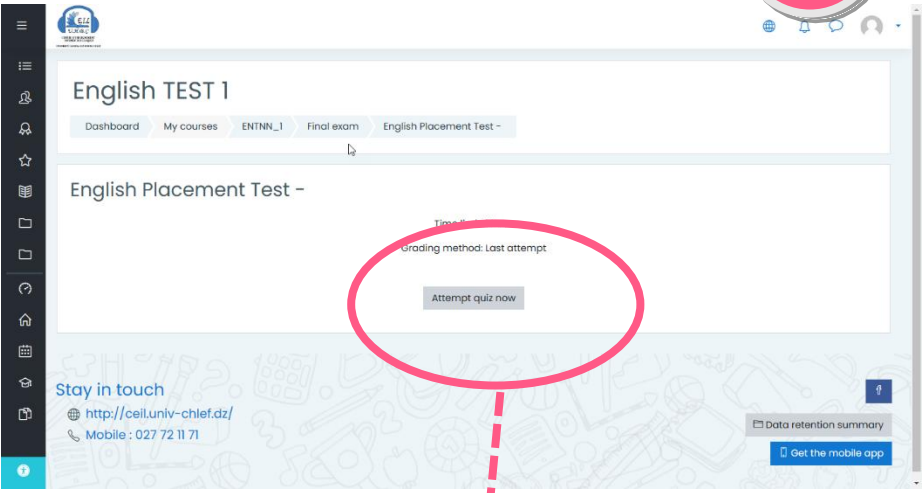 CEIL
English TEST 1
Dashboard My courses ENTNN_1 Final exam English Placement Test -
English Placement Test -
Time
Grading method: Last attempt
Attempt quiz now
Stay in touch
http://ceil.univ-chlef.dz/
Mobile : 027 72 11 71
Data retention summary
Get the mobile app